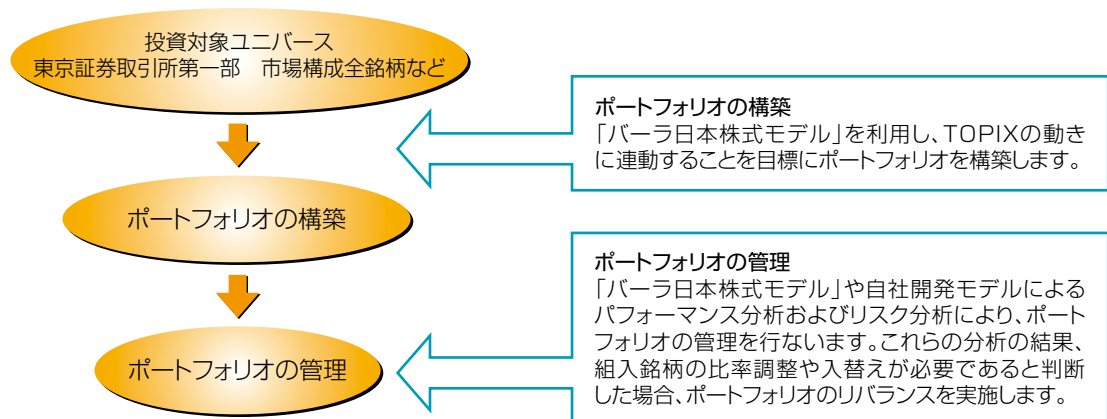 投資対象ユニバース
東京証券取引所第一部　市場構成全銘柄など
ポートフォリオの構築
「バーラ日本株式モデル」を利用し、TOPIXの動き
に連動することを目標にポートフォリオを構築します。
ポートフォリオの構築
ポートフォリオの管理
「バーラ日本株式モデル」や自社開発モデルによる
パフォーマンス分析およびリスク分析により、ポート
フォリオの管理を行ないます。これらの分析の結果、
組入銘柄の比率調整や入替えが必要であると判断
した場合、ポートフォリオのリバランスを実施します。
ポートフォリオの管理